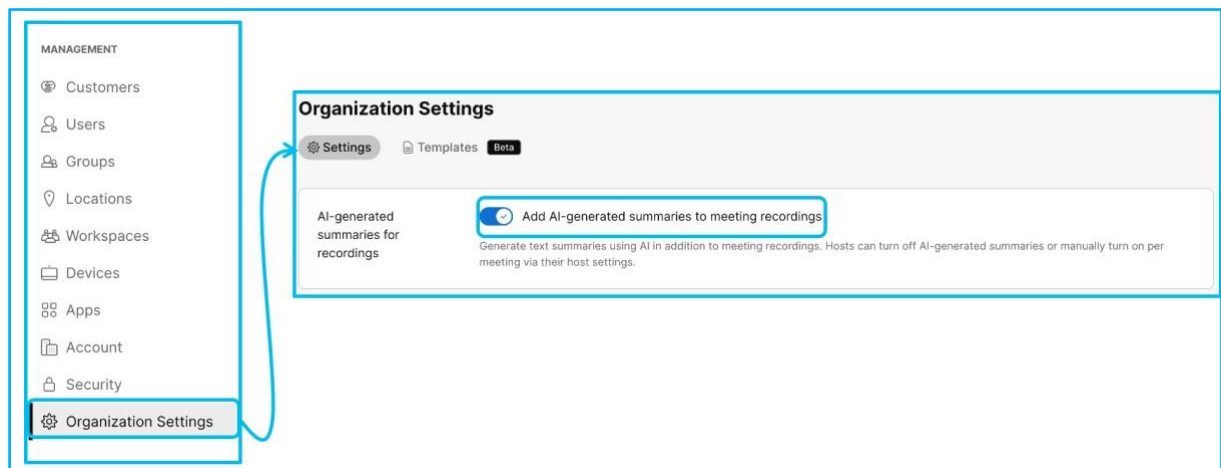 MANAGEMENT
Customers
Users
Groups
Locations
Workspaces
Devices
Apps
Account
Security
Organization Settings
Organization Settings
Settings Templates Beta
AI-generated
summaries for
recordings
Add AI-generated summaries to meeting recordings
Generate text summaries using AI in addition to meeting recordings. Hosts can turn off AI-generated summaries or manually turn on per
meeting via their host settings.